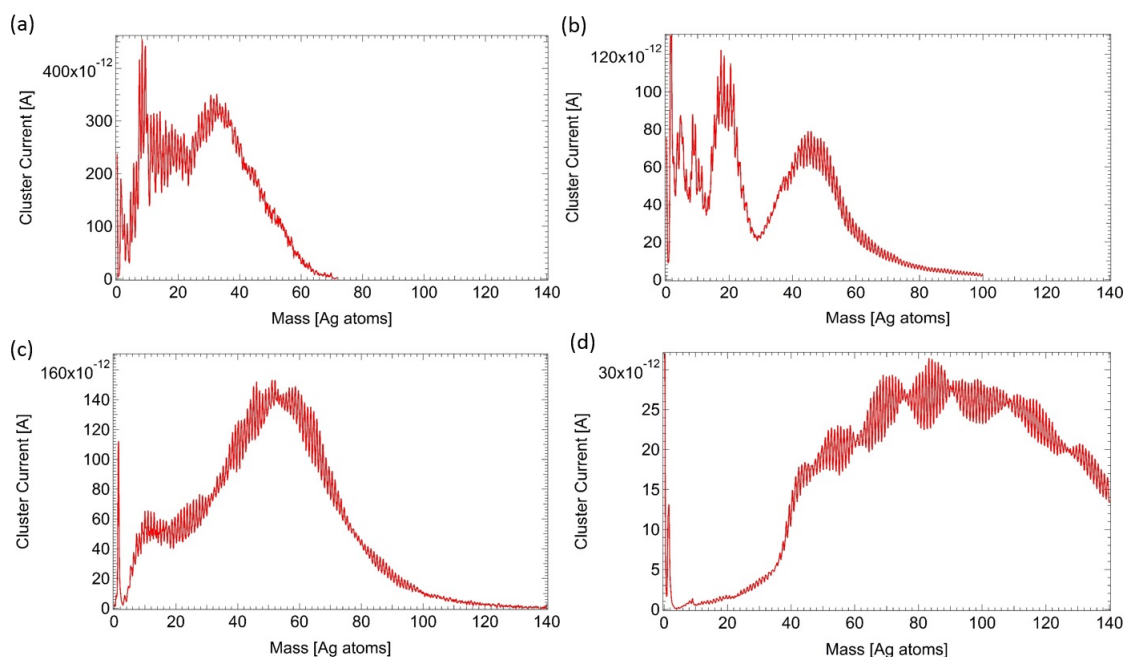 (a)
400x10⁻¹²
300
200
100
0
Cluster Current [A]
0 20 40 60 80 100 120 140
Mass [Ag atoms]
(b)
120x10⁻¹²
100
80
60
40
20
0
Cluster Current [A]
0 20 40 60 80 100 120 140
Mass [Ag atoms]
(c)
160x10⁻¹²
140
120
100
80
60
40
20
0
Cluster Current [A]
0 20 40 60 80 100 120 140
Mass [Ag atoms]
(d)
30x10⁻¹²
25
20
15
12
5
0
Cluster Current [A]
0 20 40 60 80 100 120 140
Mass [Ag atoms]